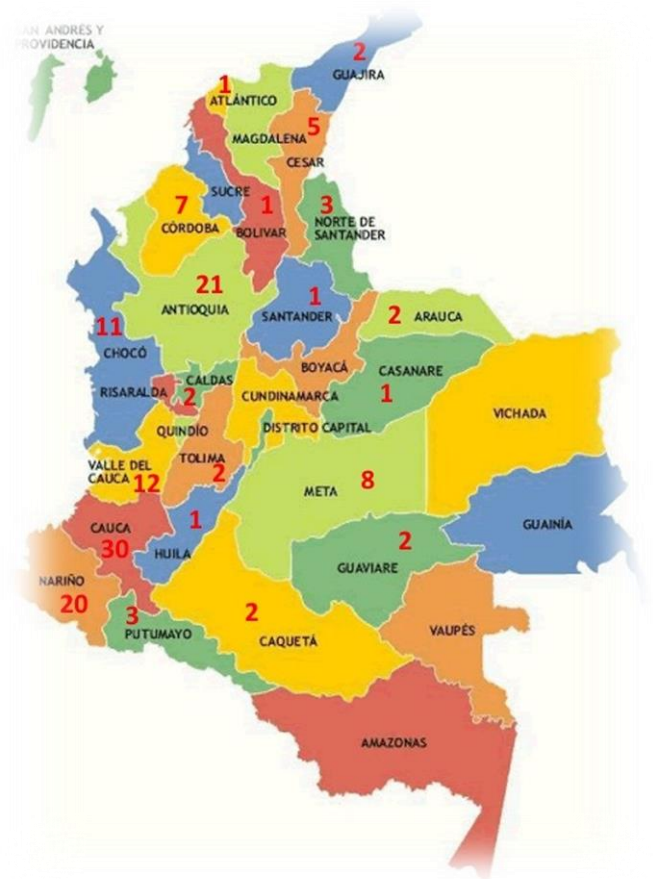 SAN ANDRÉS Y
PROVIDENCIA
2
GUAJIRA
1
ATLÁNTICO
5
MAGDALENA
CESAR
SUCRE
7
1
3
CÓRDOBA
BOLIVAR
NORTE DE
SANTANDER
21
ANTIOQUIA
1
SANTANDER
2 ARAUCA
11
CHOCÓ
BOYACÁ
CASANARE
RISARALDA
CALDAS
2
CUNDINAMARCA
1
VICHADA
QUINDÍO
DISTRITO CAPITAL
TOLIMA
2
VALLE DEL
CAUCA 12
META
8
CAUCA
30
1
HUILA
GUAINÍA
2
GUAVIARE
NARIÑO
20
3
PUTUMAYO
2
CAQUETÁ
VAUPÉS
AMAZONAS